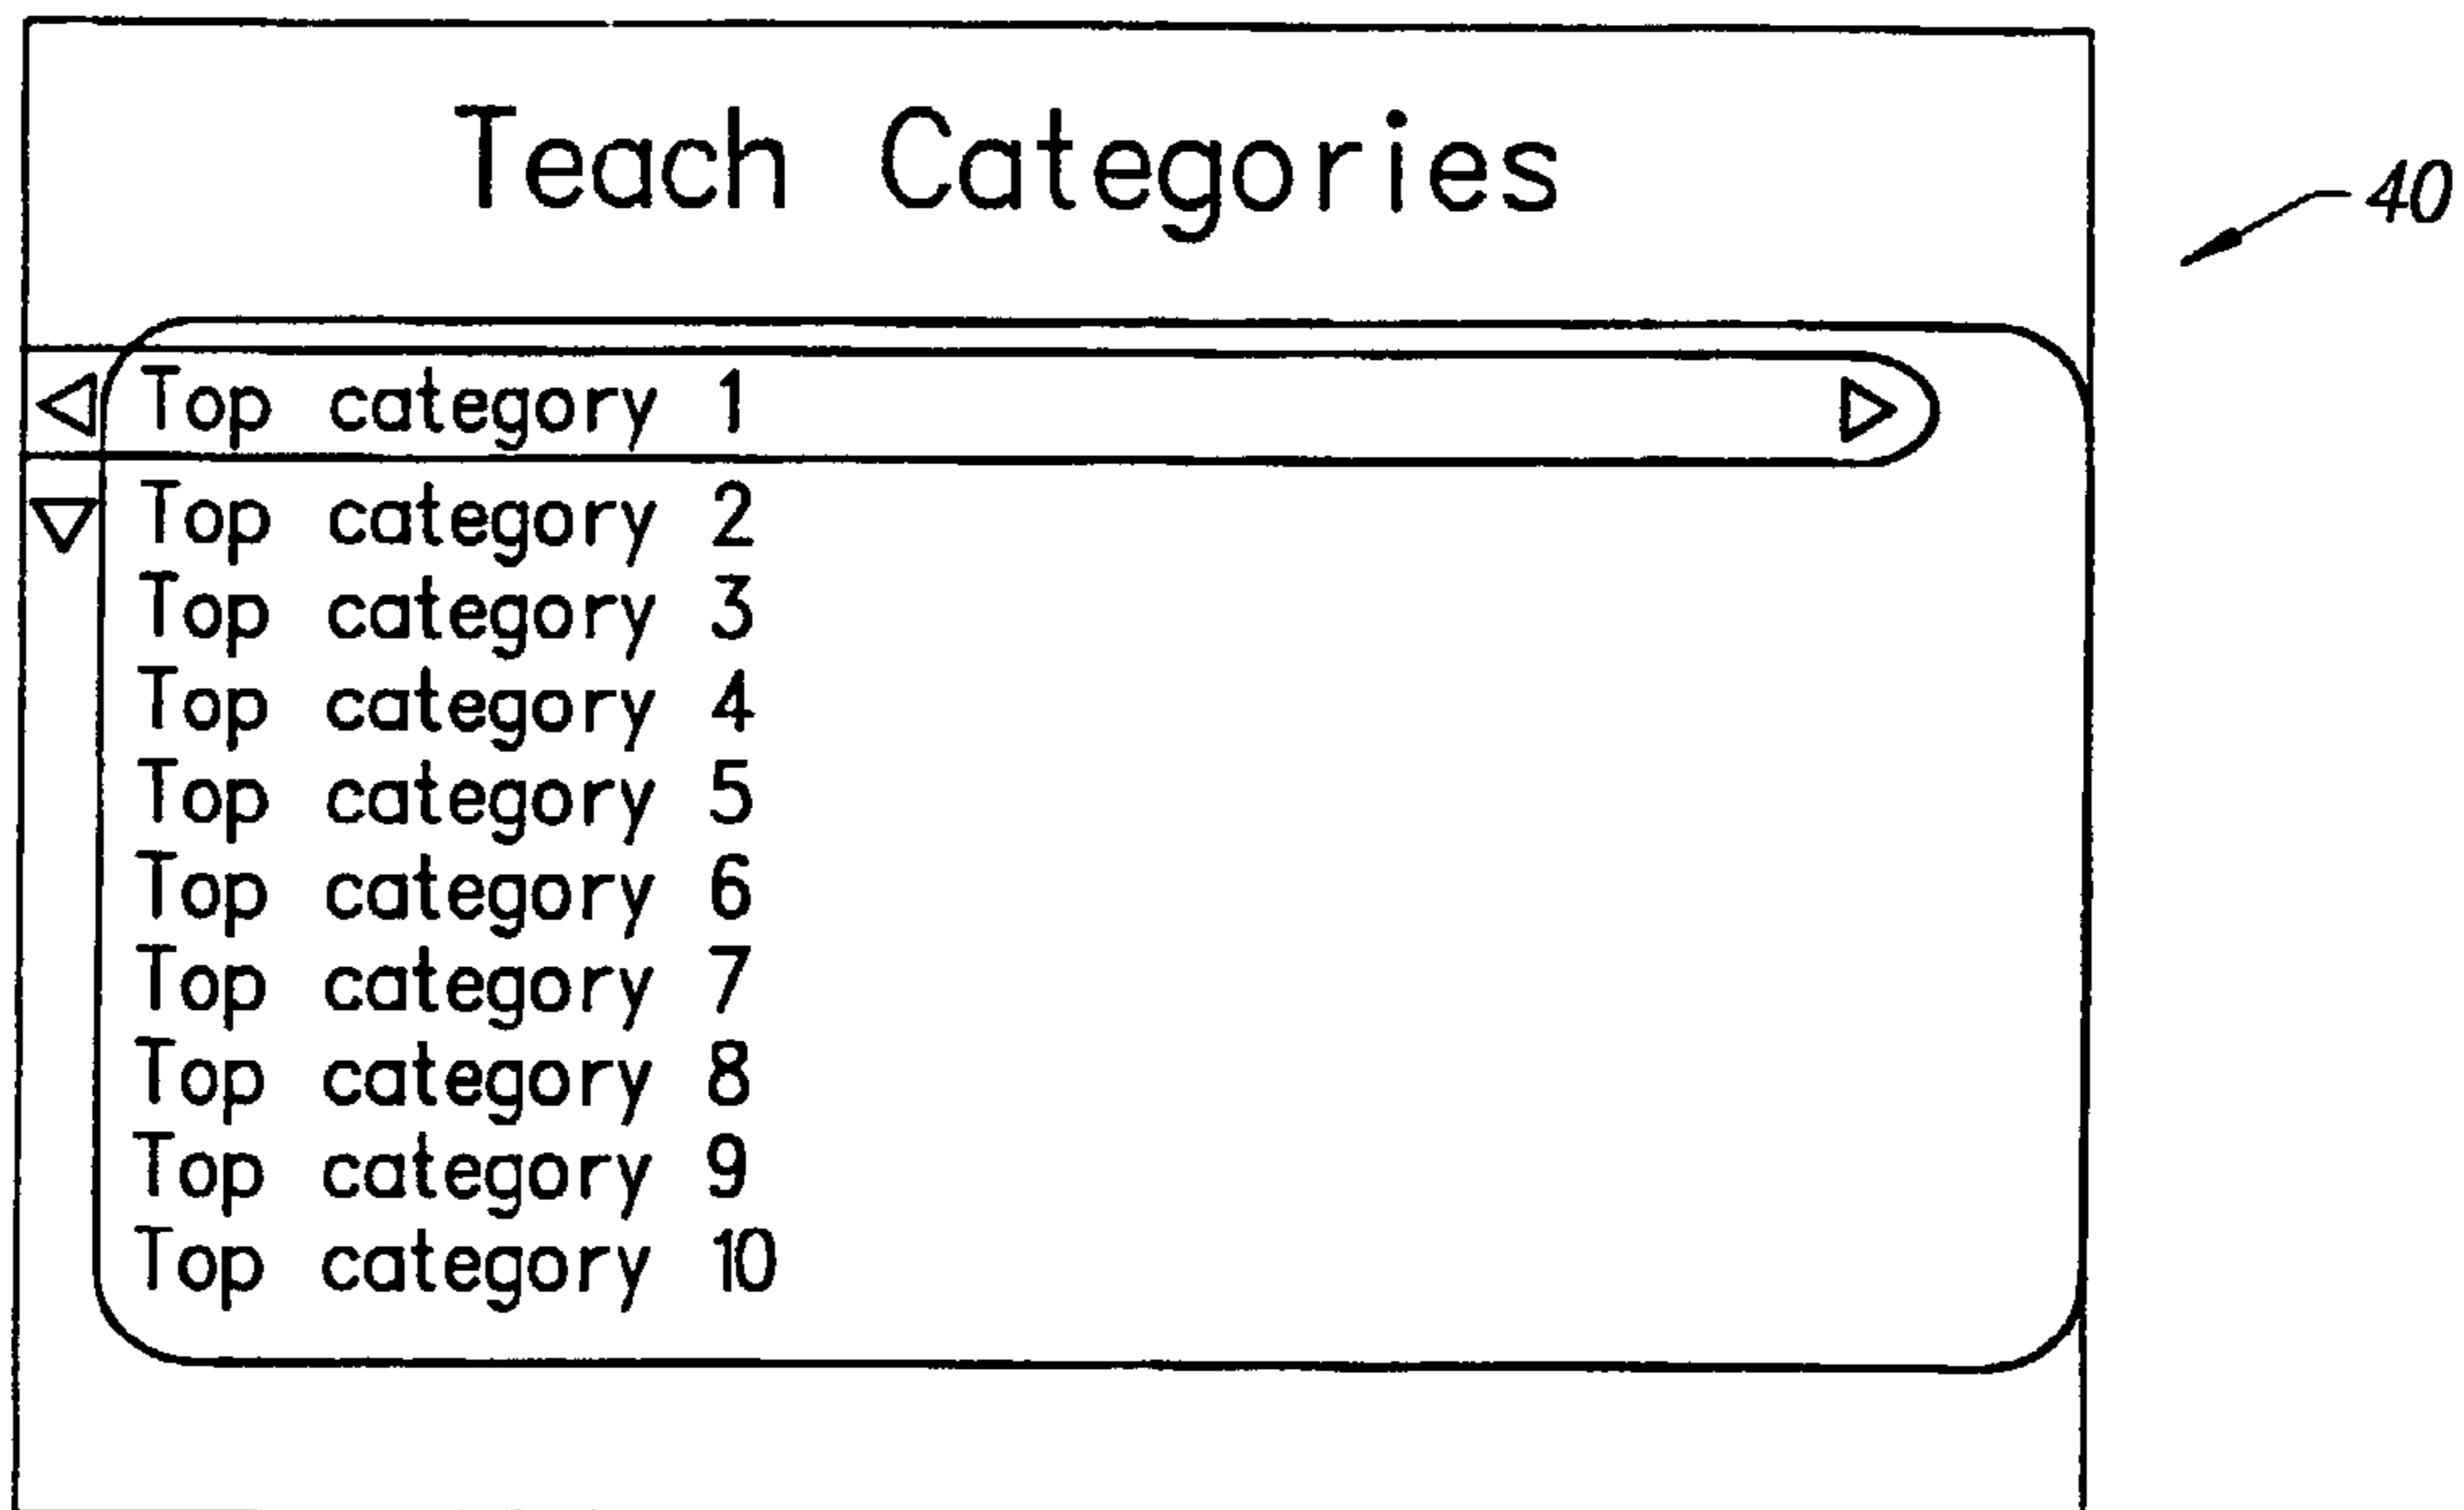 Teach Categories
40
Top category 1
Top category 2
Top category 3
Top category 4
Top category 5
Top category 6
Top category 7
Top category 8
Top category 9
Top category 10